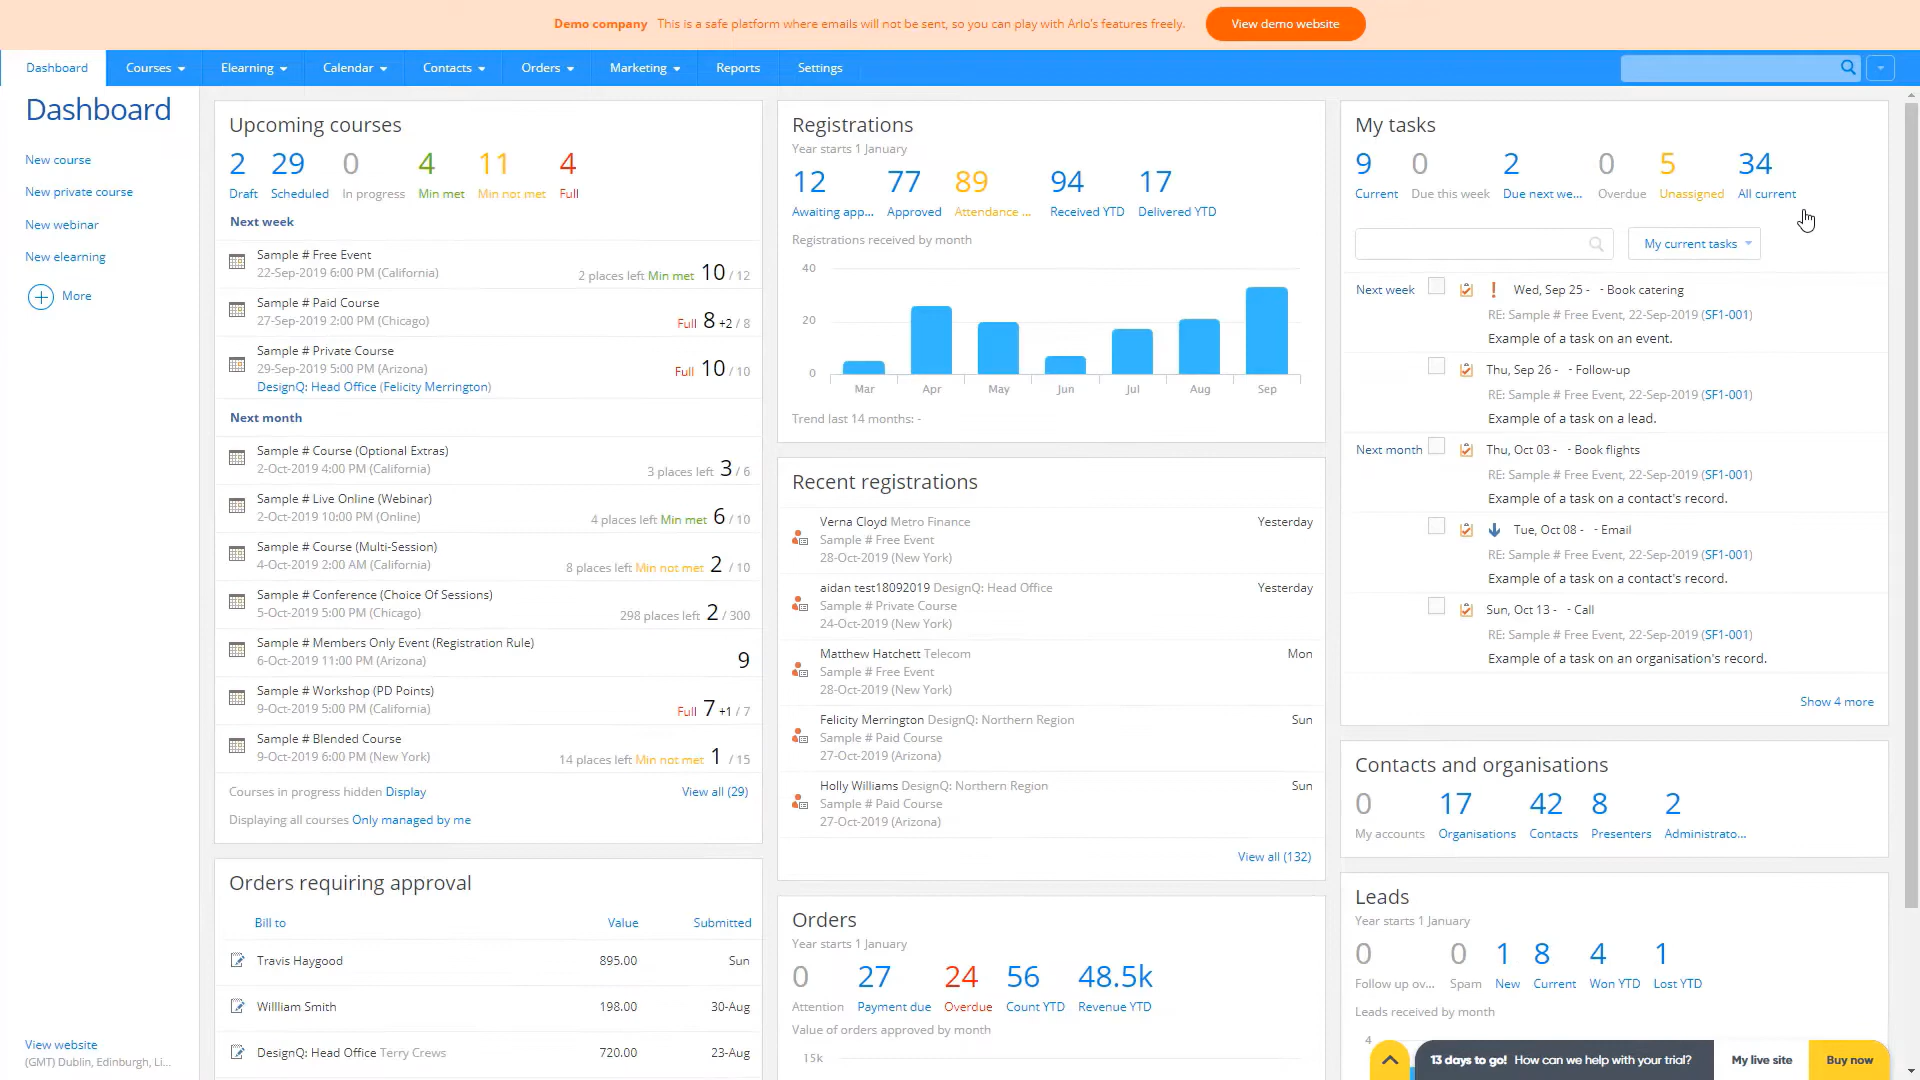 Demo company This is a safe platform where emails will not be sent, so you can play with Arlo's features freely. View demo website
Dashboard Courses Elearning Calendar Contacts Orders Marketing Reports Settings
Dashboard
New course
New private course
New webinar
New elearning
More
View website
(GMT) Dublin, Edinburgh, Li...
Upcoming courses
2 29 0 4 11 4
Draft Scheduled In progress Min met Min not met Full
Next week
Sample # Free Event
22-Sep-2019 6:00 PM (California) 2 places left Min met 10 / 12
Sample # Paid Course
27-Sep-2019 2:00 PM (Chicago) Full 8 +2 / 8
Sample # Private Course
29-Sep-2019 5:00 PM (Arizona) Full 10 / 10
DesignQ: Head Office (Felicity Merrington)
Next month
Sample # Course (Optional Extras)
2-Oct-2019 4:00 PM (California) 3 places left 3 / 6
Sample # Live Online (Webinar)
2-Oct-2019 10:00 PM (Online) 4 places left Min met 6 / 10
Sample # Course (Multi-Session)
4-Oct-2019 2:00 AM (California) 8 places left Min not met 2 / 10
Sample # Conference (Choice Of Sessions)
5-Oct-2019 5:00 PM (Chicago) 298 places left 2 / 300
Sample # Members Only Event (Registration Rule)
6-Oct-2019 11:00 PM (Arizona) 9
Sample # Workshop (PD Points)
9-Oct-2019 5:00 PM (California) Full 7 +1 / 7
Sample # Blended Course
9-Oct-2019 6:00 PM (New York) 14 places left Min not met 1 / 15
Courses in progress hidden Display View all (29)
Displaying all courses Only managed by me
Orders requiring approval
Bill to Value Submitted
Travis Haygood 895.00 Sun
Willliam Smith 198.00 30-Aug
DesignQ: Head Office Terry Crews 720.00 23-Aug
Registrations
Year starts 1 January
12 77 89 94 17
Awaiting app... Approved Attendance ... Received YTD Delivered YTD
Registrations received by month
40
20
0
Mar Apr May Jun Jul Aug Sep
Trend last 14 months: -
Recent registrations
Verna Cloyd Metro Finance Yesterday
Sample # Free Event
28-Oct-2019 (New York)
aidan test18092019 DesignQ: Head Office Yesterday
Sample # Private Course
24-Oct-2019 (New York)
Matthew Hatchett Telecom Mon
Sample # Free Event
28-Oct-2019 (New York)
Felicity Merrington DesignQ: Northern Region Sun
Sample # Paid Course
27-Oct-2019 (Arizona)
Holly Williams DesignQ: Northern Region Sun
Sample # Paid Course
27-Oct-2019 (Arizona)
View all (132)
Orders
Year starts 1 January
0 27 24 56 48.5k
Attention Payment due Overdue Count YTD Revenue YTD
Value of orders approved by month
15k
My tasks
9 0 2 0 5 34
Current Due this week Due next we... Overdue Unassigned All current
My current tasks
Next week Wed, Sep 25 - - Book catering
RE: Sample # Free Event, 22-Sep-2019 (SF1-001)
Example of a task on an event.
Thu, Sep 26 - - Follow-up
RE: Sample # Free Event, 22-Sep-2019 (SF1-001)
Example of a task on a lead.
Next month Thu, Oct 03 - - Book flights
RE: Sample # Free Event, 22-Sep-2019 (SF1-001)
Example of a task on a contact's record.
Tue, Oct 08 - - Email
RE: Sample # Free Event, 22-Sep-2019 (SF1-001)
Example of a task on a contact's record.
Sun, Oct 13 - - Call
RE: Sample # Free Event, 22-Sep-2019 (SF1-001)
Example of a task on an organisation's record.
Show 4 more
Contacts and organisations
0 17 42 8 2
My accounts Organisations Contacts Presenters Administrato...
Leads
Year starts 1 January
0 0 1 8 4 1
Follow up ov... Spam New Current Won YTD Lost YTD
Leads received by month
4
13 days to go! How can we help with your trial? My live site Buy now